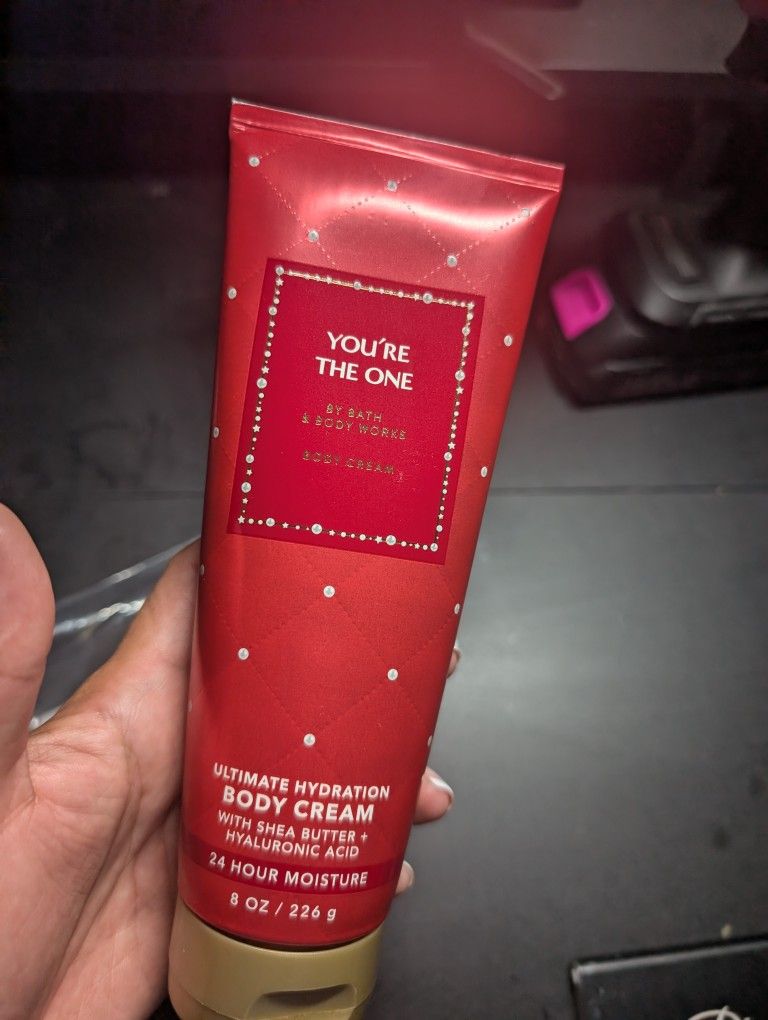 YOU'RE
THE ONE
BY BATH
& BODY WORKS
BODY CREAM
ULTIMATE HYDRATION
BODY CREAM
WITH SHEA BUTTER +
HYALURONIC ACID
24 HOUR MOISTURE
8 OZ / 226 g